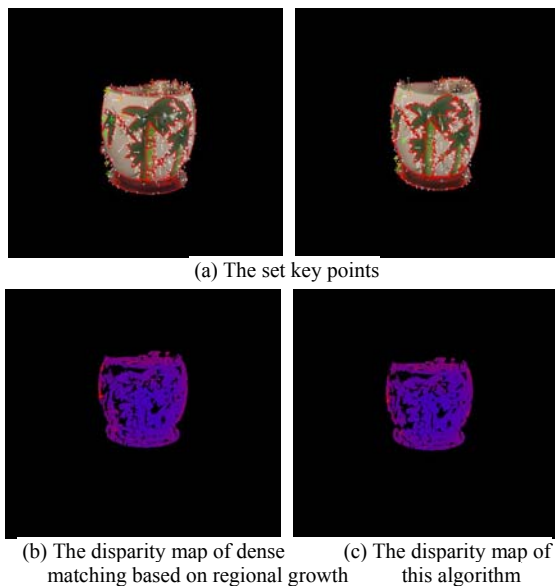 (a) The set key points
(b) The disparity map of dense
matching based on regional growth
(c) The disparity map of
this algorithm